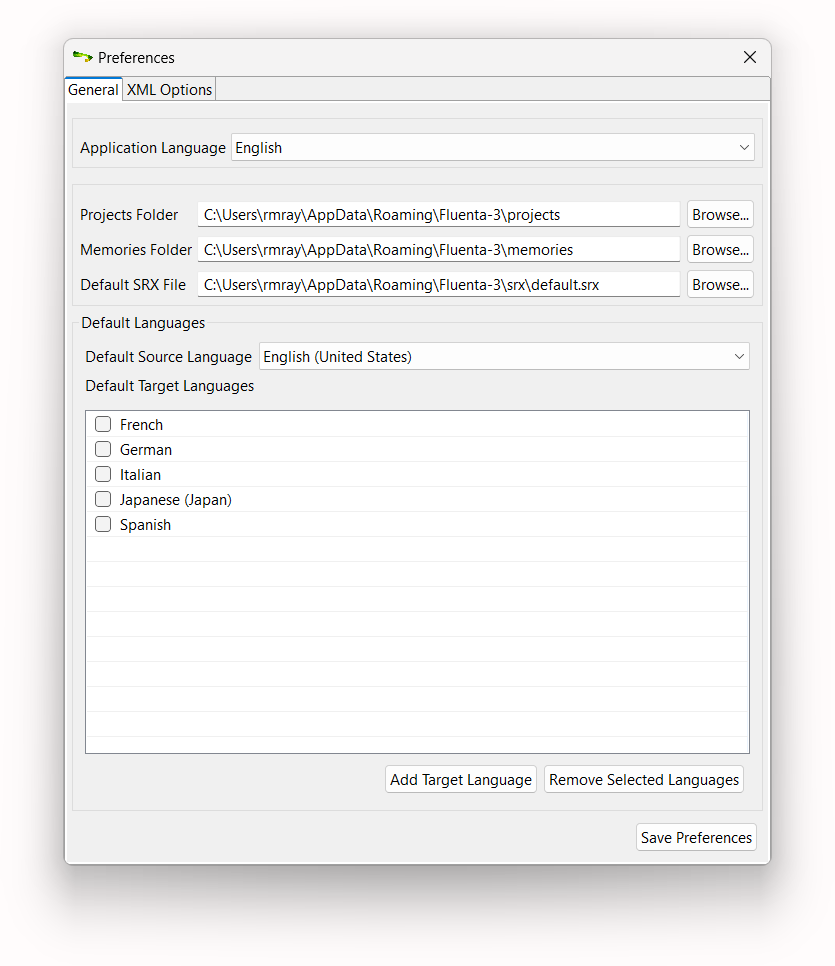 Preferences
General XML Options
Application Language English
Projects Folder C:\Users\rmray\AppData\Roaming\Fluenta-3\projects Browse...
Memories Folder C:\Users\rmray\AppData\Roaming\Fluenta-3\memories Browse...
Default SRX File C:\Users\rmray\AppData\Roaming\Fluenta-3\srx\default.srx Browse...
Default Languages
Default Source Language English (United States)
Default Target Languages
French
German
Italian
Japanese (Japan)
Spanish
Add Target Language Remove Selected Languages
Save Preferences